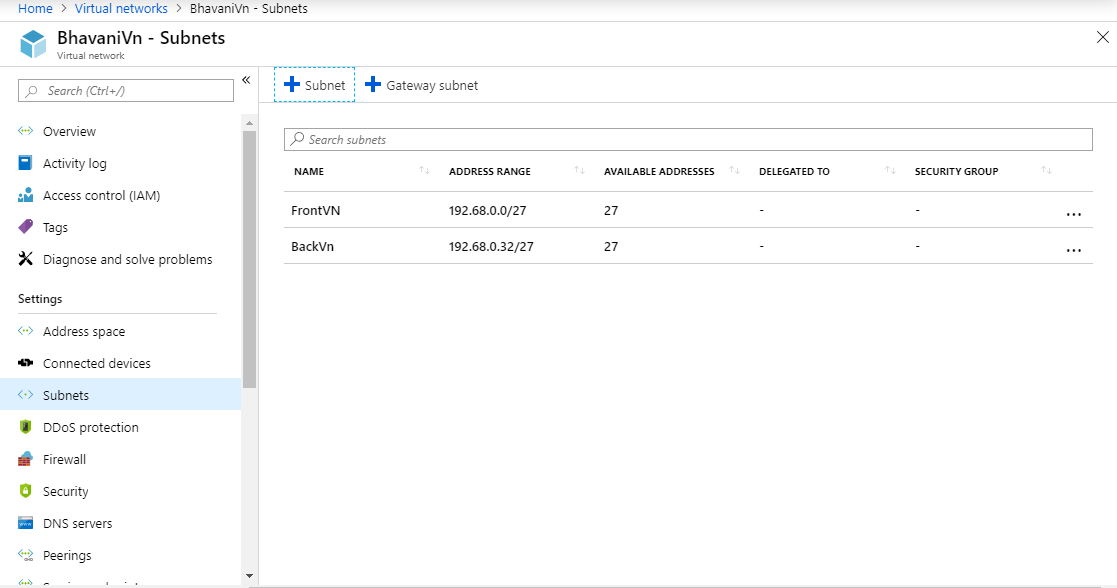 Home > Virtual networks > BhavaniVn - Subnets
BhavaniVn - Subnets
Virtual network
Search (Ctrl+/)
«
Overview
Activity log
Access control (IAM)
Tags
Diagnose and solve problems
Settings
Address space
Connected devices
Subnets
DDoS protection
Firewall
Security
DNS servers
Peerings
+ Subnet + Gateway subnet
Search subnets
NAME ADDRESS RANGE AVAILABLE ADDRESSES DELEGATED TO SECURITY GROUP
FrontVN 192.68.0.0/27 27 - - ...
BackVn 192.68.0.32/27 27 - - ...